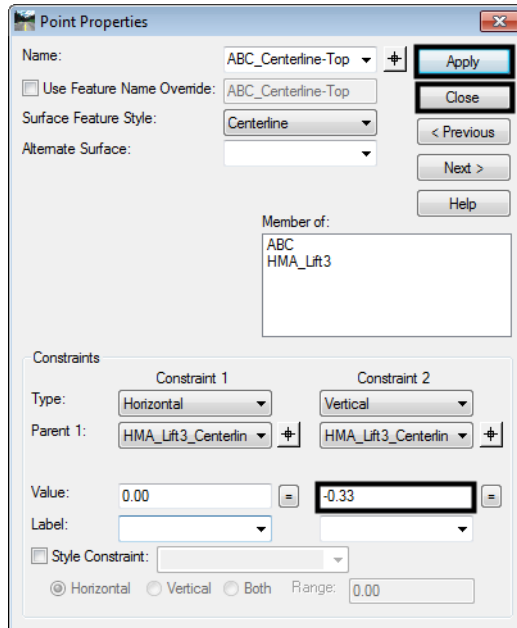 Point Properties
Name:
ABC_Centerline-Top
Apply
Use Feature Name Override:
ABC_Centerline-Top
Close
Surface Feature Style:
Centerline
< Previous
Alternate Surface:
Next >
Help
Member of:
ABC
HMA_Lift3
Constraints
Constraint 1
Constraint 2
Type:
Horizontal
Vertical
Parent 1:
HMA_Lift3_Centerlin
HMA_Lift3_Centerlin
Value:
0.00
=
-0.33
=
Label:
Style Constraint:
Horizontal
Vertical
Both
Range:
0.00